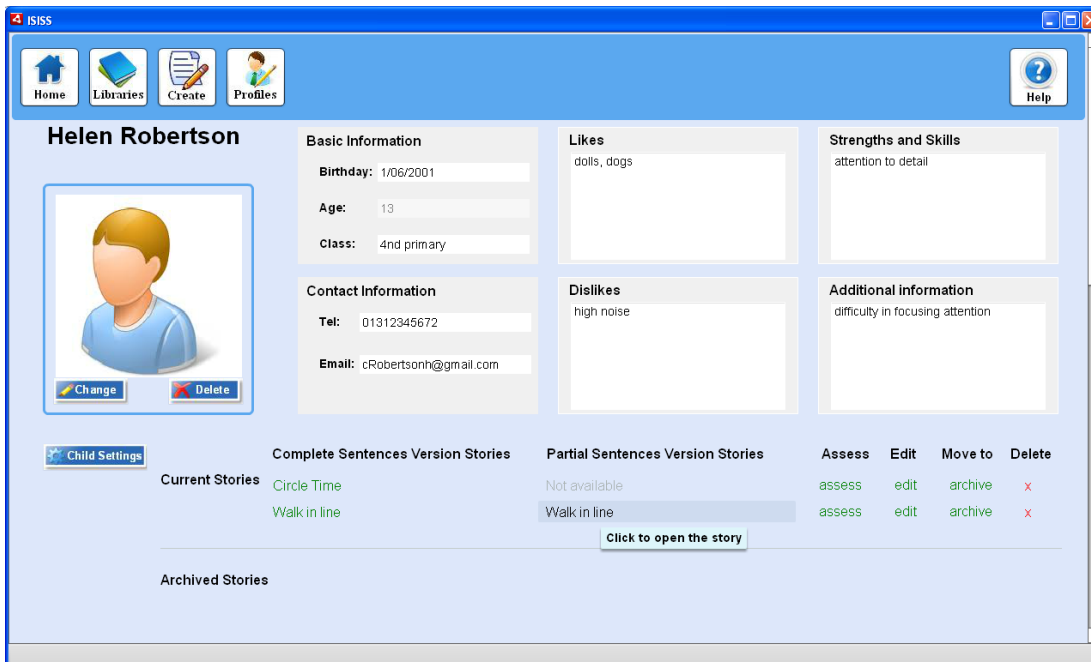 ISISS
Home Libraries Create Profiles Help
Helen Robertson
Basic Information
Birthday: 1/06/2001
Age: 13
Class: 4nd primary
Likes
dolls, dogs
Strengths and Skills
attention to detail
Contact Information
Tel: 01312345672
Email: cRobertsonh@gmail.com
Dislikes
high noise
Additional information
difficulty in focusing attention
Change Delete
Child Settings
Complete Sentences Version Stories Partial Sentences Version Stories Assess Edit Move to Delete
Current Stories Circle Time Not available assess edit archive x
Walk in line Walk in line assess edit archive x
Click to open the story
Archived Stories